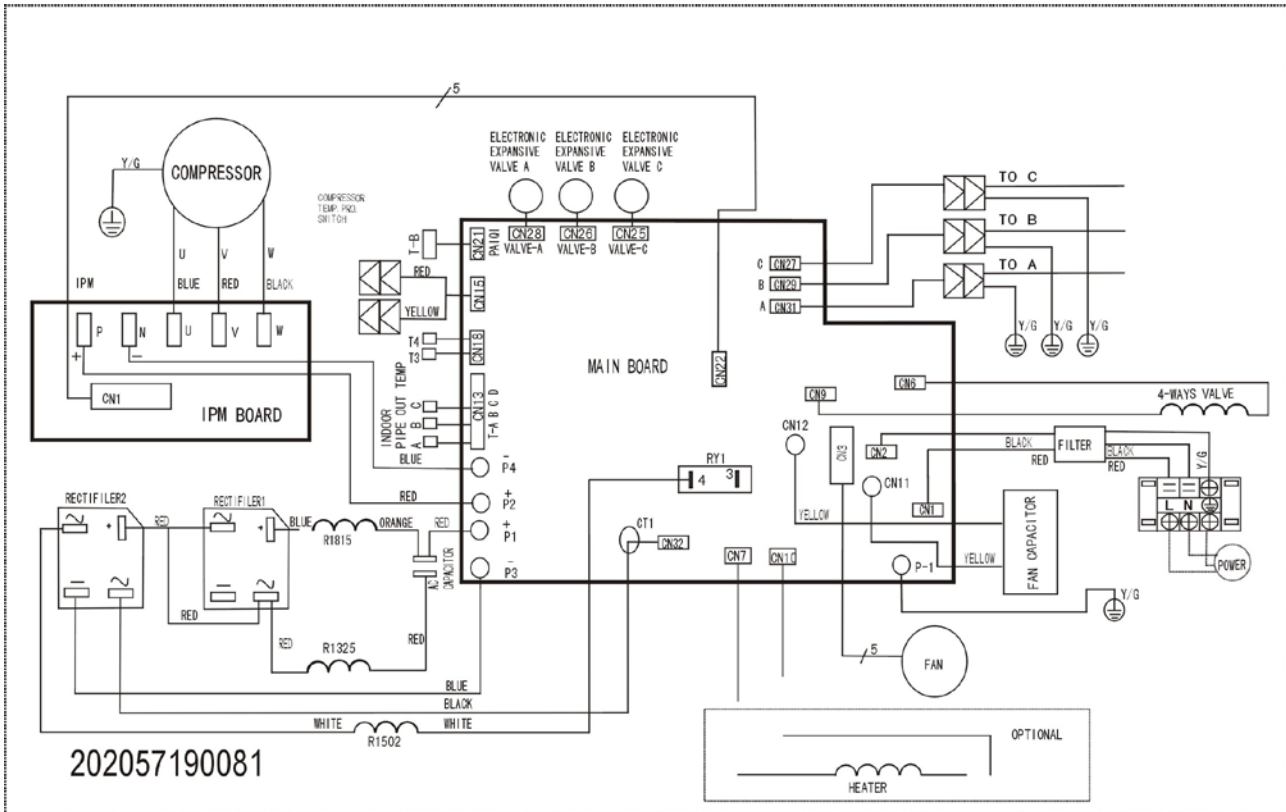 5
ELECTRONIC EXPANSIVE VALVE A
ELECTRONIC EXPANSIVE VALVE B
ELECTRONIC EXPANSIVE VALVE C
Y/G
COMPRESSOR
COMPRESSOR
TEMP. PRO.
SWITCH
U
V
W
BLUE
RED
BLACK
IPM
P
N
U
V
W
+
-
CN1
IPM BOARD
T-B
CN21
PAIQI
CN28
VALVE-A
CN26
VALVE-B
CN25
VALVE-C
RED
YELLOW
CN15
T4
T3
CN18
INDOOR
PIPE OUT TEMP
C
B
A
CN13
T-A B C D
MAIN BOARD
CN22
C
CN27
B
CN29
A
CN31
TO C
TO B
TO A
Y/G
Y/G
Y/G
CN6
CN9
4-WAYS VALVE
CN12
CN3
CN2
CN11
CN1
BLACK
RED
FILTER
BLACK
RED
Y/G
L
N
POWER
BLUE
-
P4
RED
+
P2
+
P1
-
P3
RY1
4
3
CT1
CN32
CN7
CN10
YELLOW
YELLOW
FAN CAPACITOR
P-1
Y/G
5
FAN
RECTIFILER2
+
RED
RECTIFILER1
+
BLUE
R1815
ORANGE
RED
AC
CAPACITOR
RED
RED
R1325
RED
BLUE
BLACK
WHITE
R1502
WHITE
202057190081
OPTIONAL
HEATER